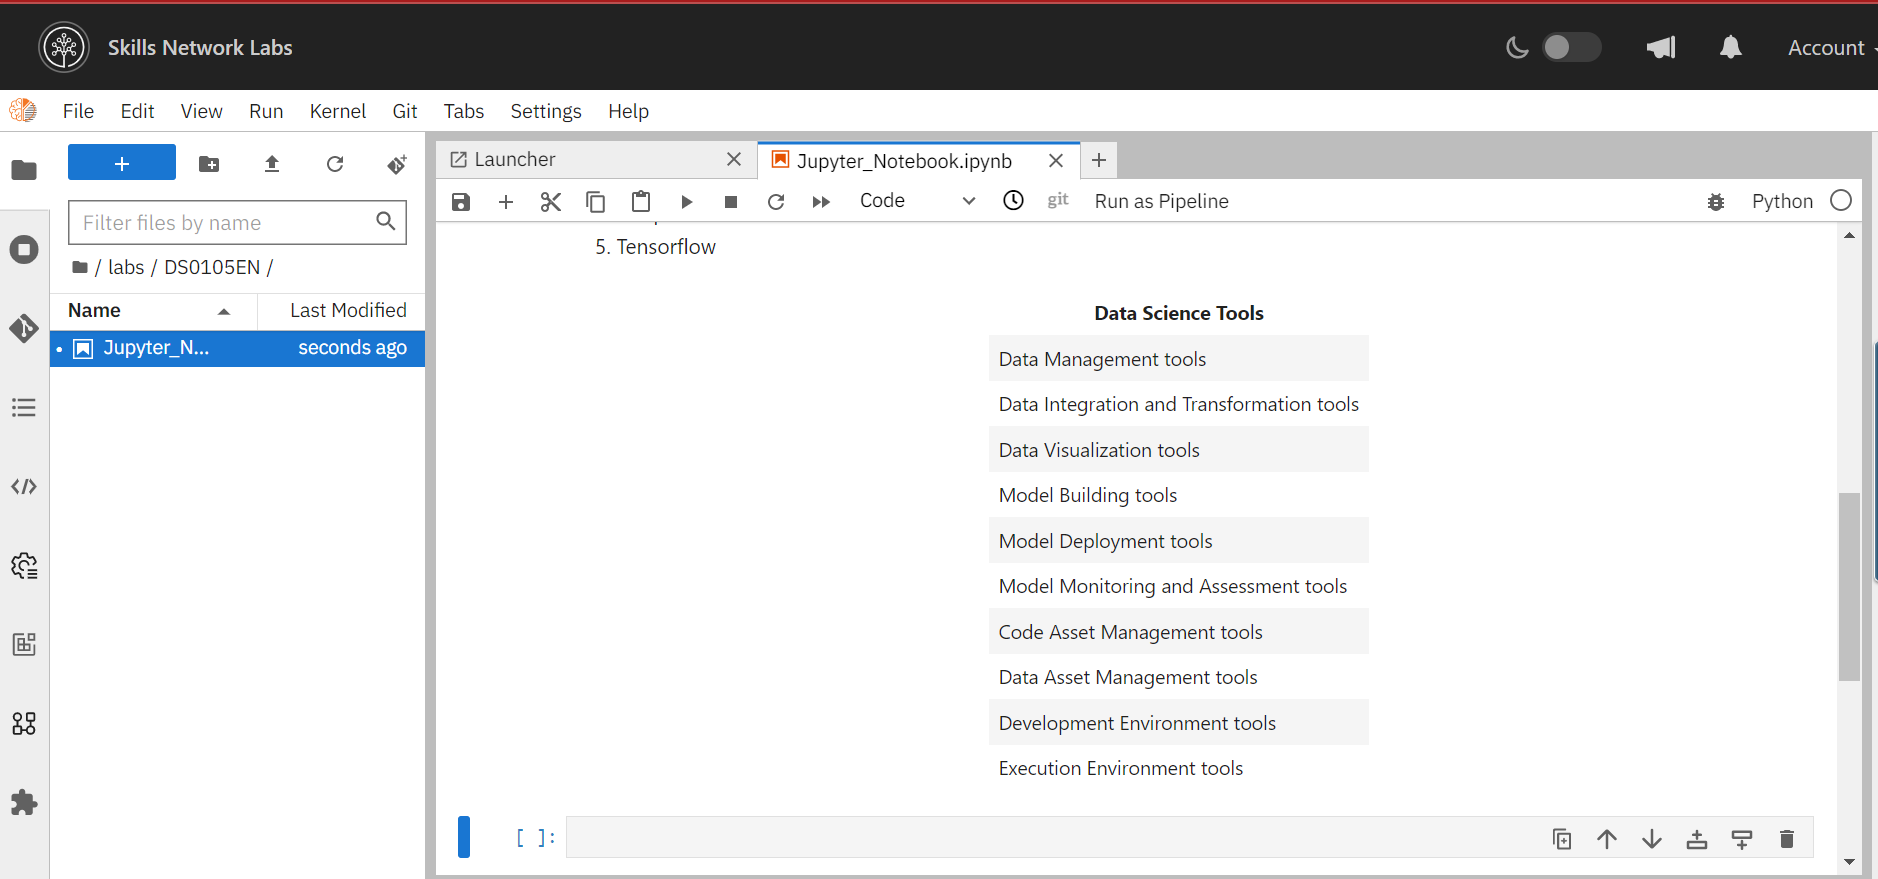 Skills Network Labs
Account
File Edit View Run Kernel Git Tabs Settings Help
+
Launcher
Jupyter_Notebook.ipynb
Code
git
Run as Pipeline
Python
Filter files by name
/ labs / DS0105EN /
Name
Last Modified
Jupyter_N...
seconds ago
5. Tensorflow
Data Science Tools
Data Management tools
Data Integration and Transformation tools
Data Visualization tools
Model Building tools
Model Deployment tools
Model Monitoring and Assessment tools
Code Asset Management tools
Data Asset Management tools
Development Environment tools
Execution Environment tools
[ ]: